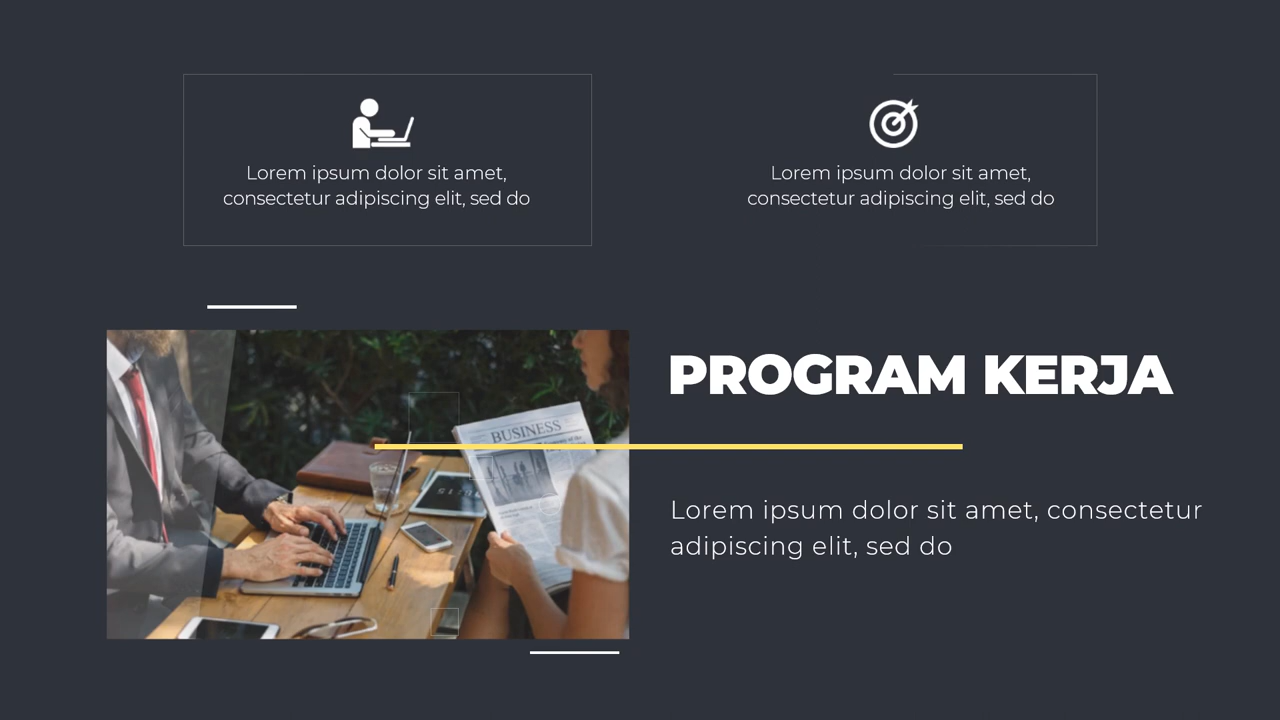 Lorem ipsum dolor sit amet,
consectetur adipiscing elit, sed do
Lorem ipsum dolor sit amet,
consectetur adipiscing elit, sed do
BUSINESS
PROGRAM KERJA
Lorem ipsum dolor sit amet, consectetur
adipiscing elit, sed do